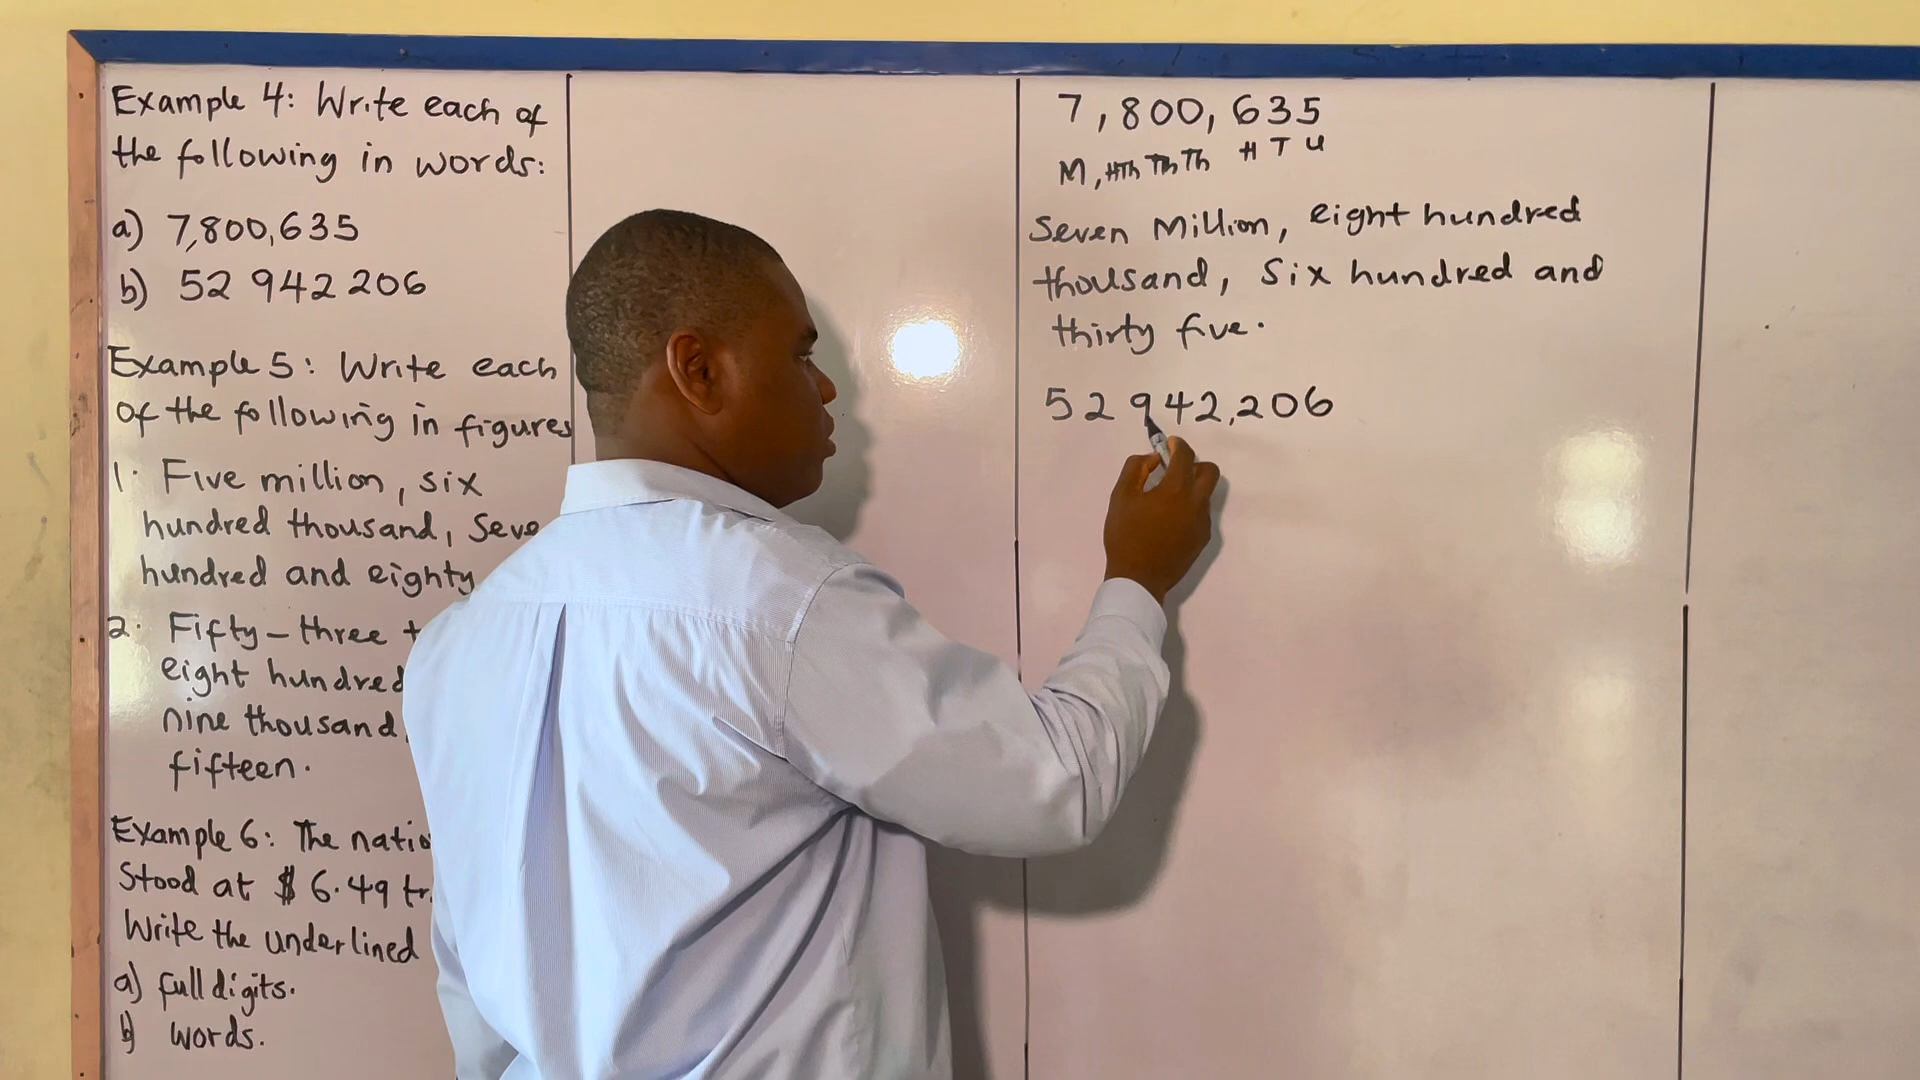 Example 4: Write each of
the following in words:
a) 7,800,635
b) 52 942 206
Example 5: Write each
of the following in figures
1. Five million, six
hundred thousand, Seve
hundred and eighty
2. Fifty-three
eight hundred
nine thousand
fifteen.
Example 6: The natio
Stood at $ 6.49 tr
Write the underlined
a) full digits.
b) words.
7,800,635
M, HTh TTh Th H T U
Seven Million, eight hundred
thousand, Six hundred and
thirty five.
52 942,206